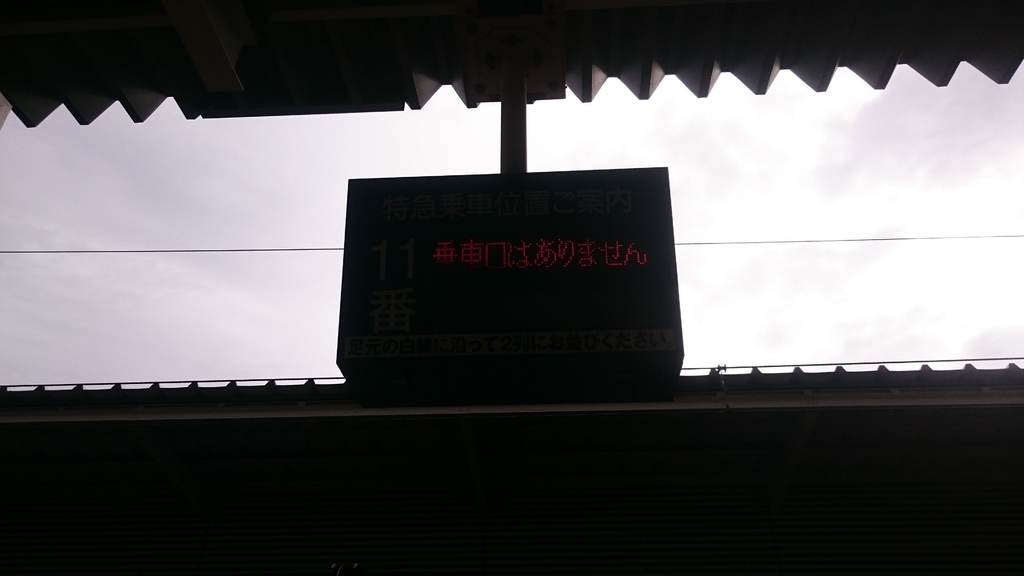 特急乗車位置ご案内
11番
乗車口はありません
足元の白線に沿って2列にお並びください。